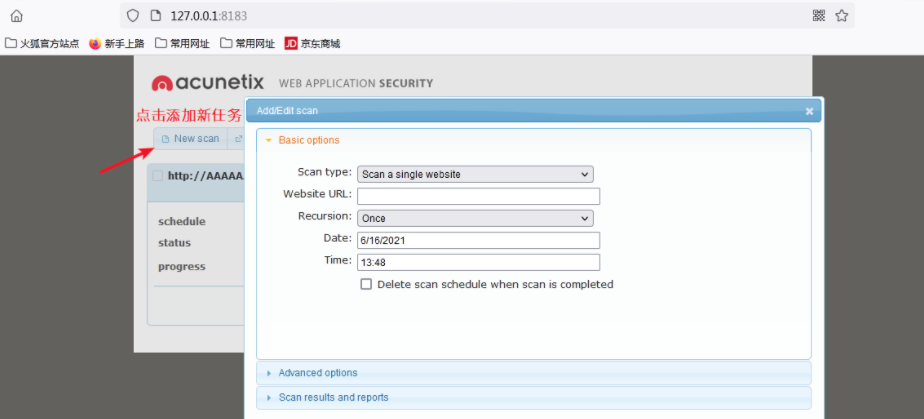 127.0.0.1:8183
火狐官方站点 新手上路 常用网址 常用网址 JD 京东商城
acunetix WEB APPLICATION SECURITY
点击添加新任务
Add/Edit scan
New scan
Basic options
http://AAAAA
Scan type: Scan a single website
Website URL:
Recursion: Once
Date: 6/16/2021
Time: 13:48
Delete scan schedule when scan is completed
schedule
status
progress
Advanced options
Scan results and reports